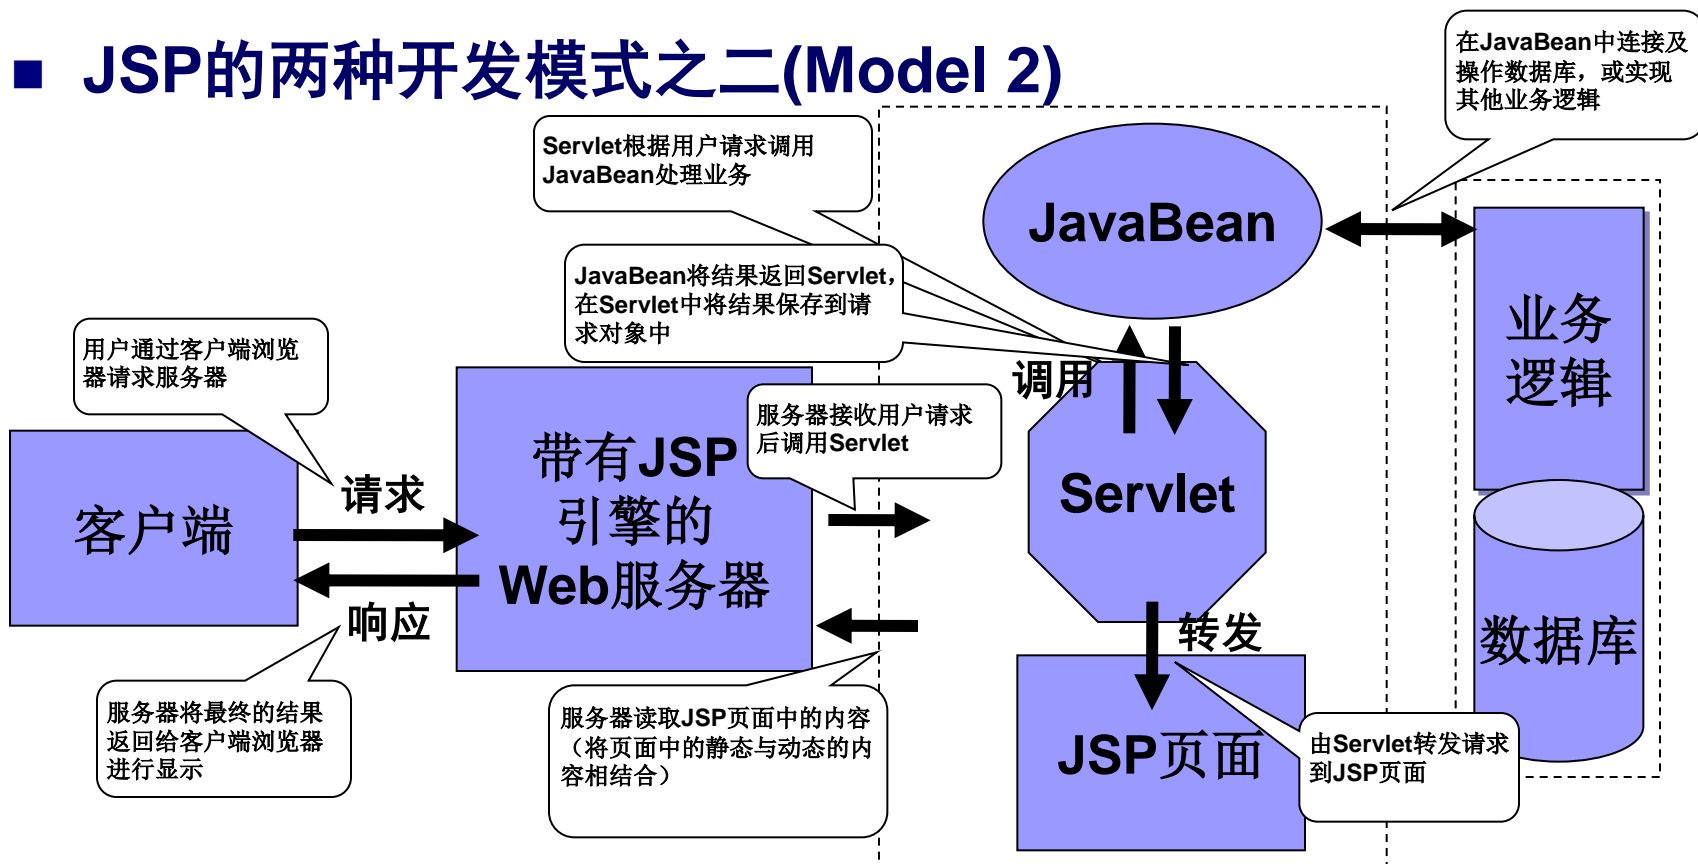 JSP的两种开发模式之二(Model 2)
在JavaBean中连接及
操作数据库，或实现
其他业务逻辑
Servlet根据用户请求调用
JavaBean处理业务
JavaBean
JavaBean将结果返回Servlet，
在Servlet中将结果保存到请
求对象中
业务
逻辑
用户通过客户端浏览
器请求服务器
调用
服务器接收用户请求
后调用Servlet
带有JSP
引擎的
Web服务器
请求
Servlet
客户端
响应
转发
数据库
服务器将最终的结果
返回给客户端浏览器
进行显示
服务器读取JSP页面中的内容
（将页面中的静态与动态的内
容相结合）
JSP页面
由Servlet转发请求
到JSP页面